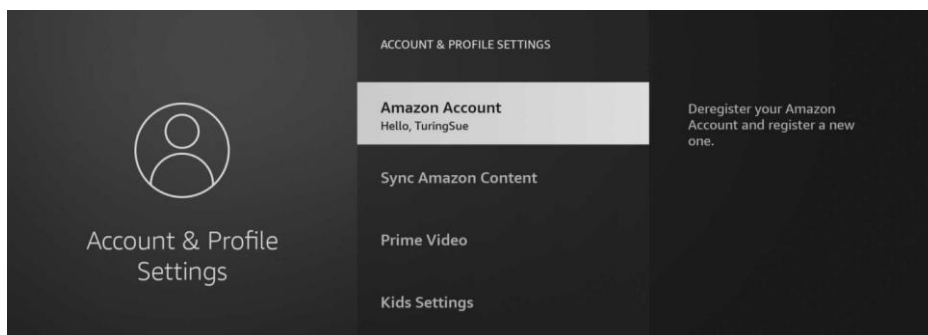 Account & Profile
Settings
ACCOUNT & PROFILE SETTINGS
Amazon Account
Hello, TuringSue
Sync Amazon Content
Prime Video
Kids Settings
Deregister your Amazon
Account and register a new
one.